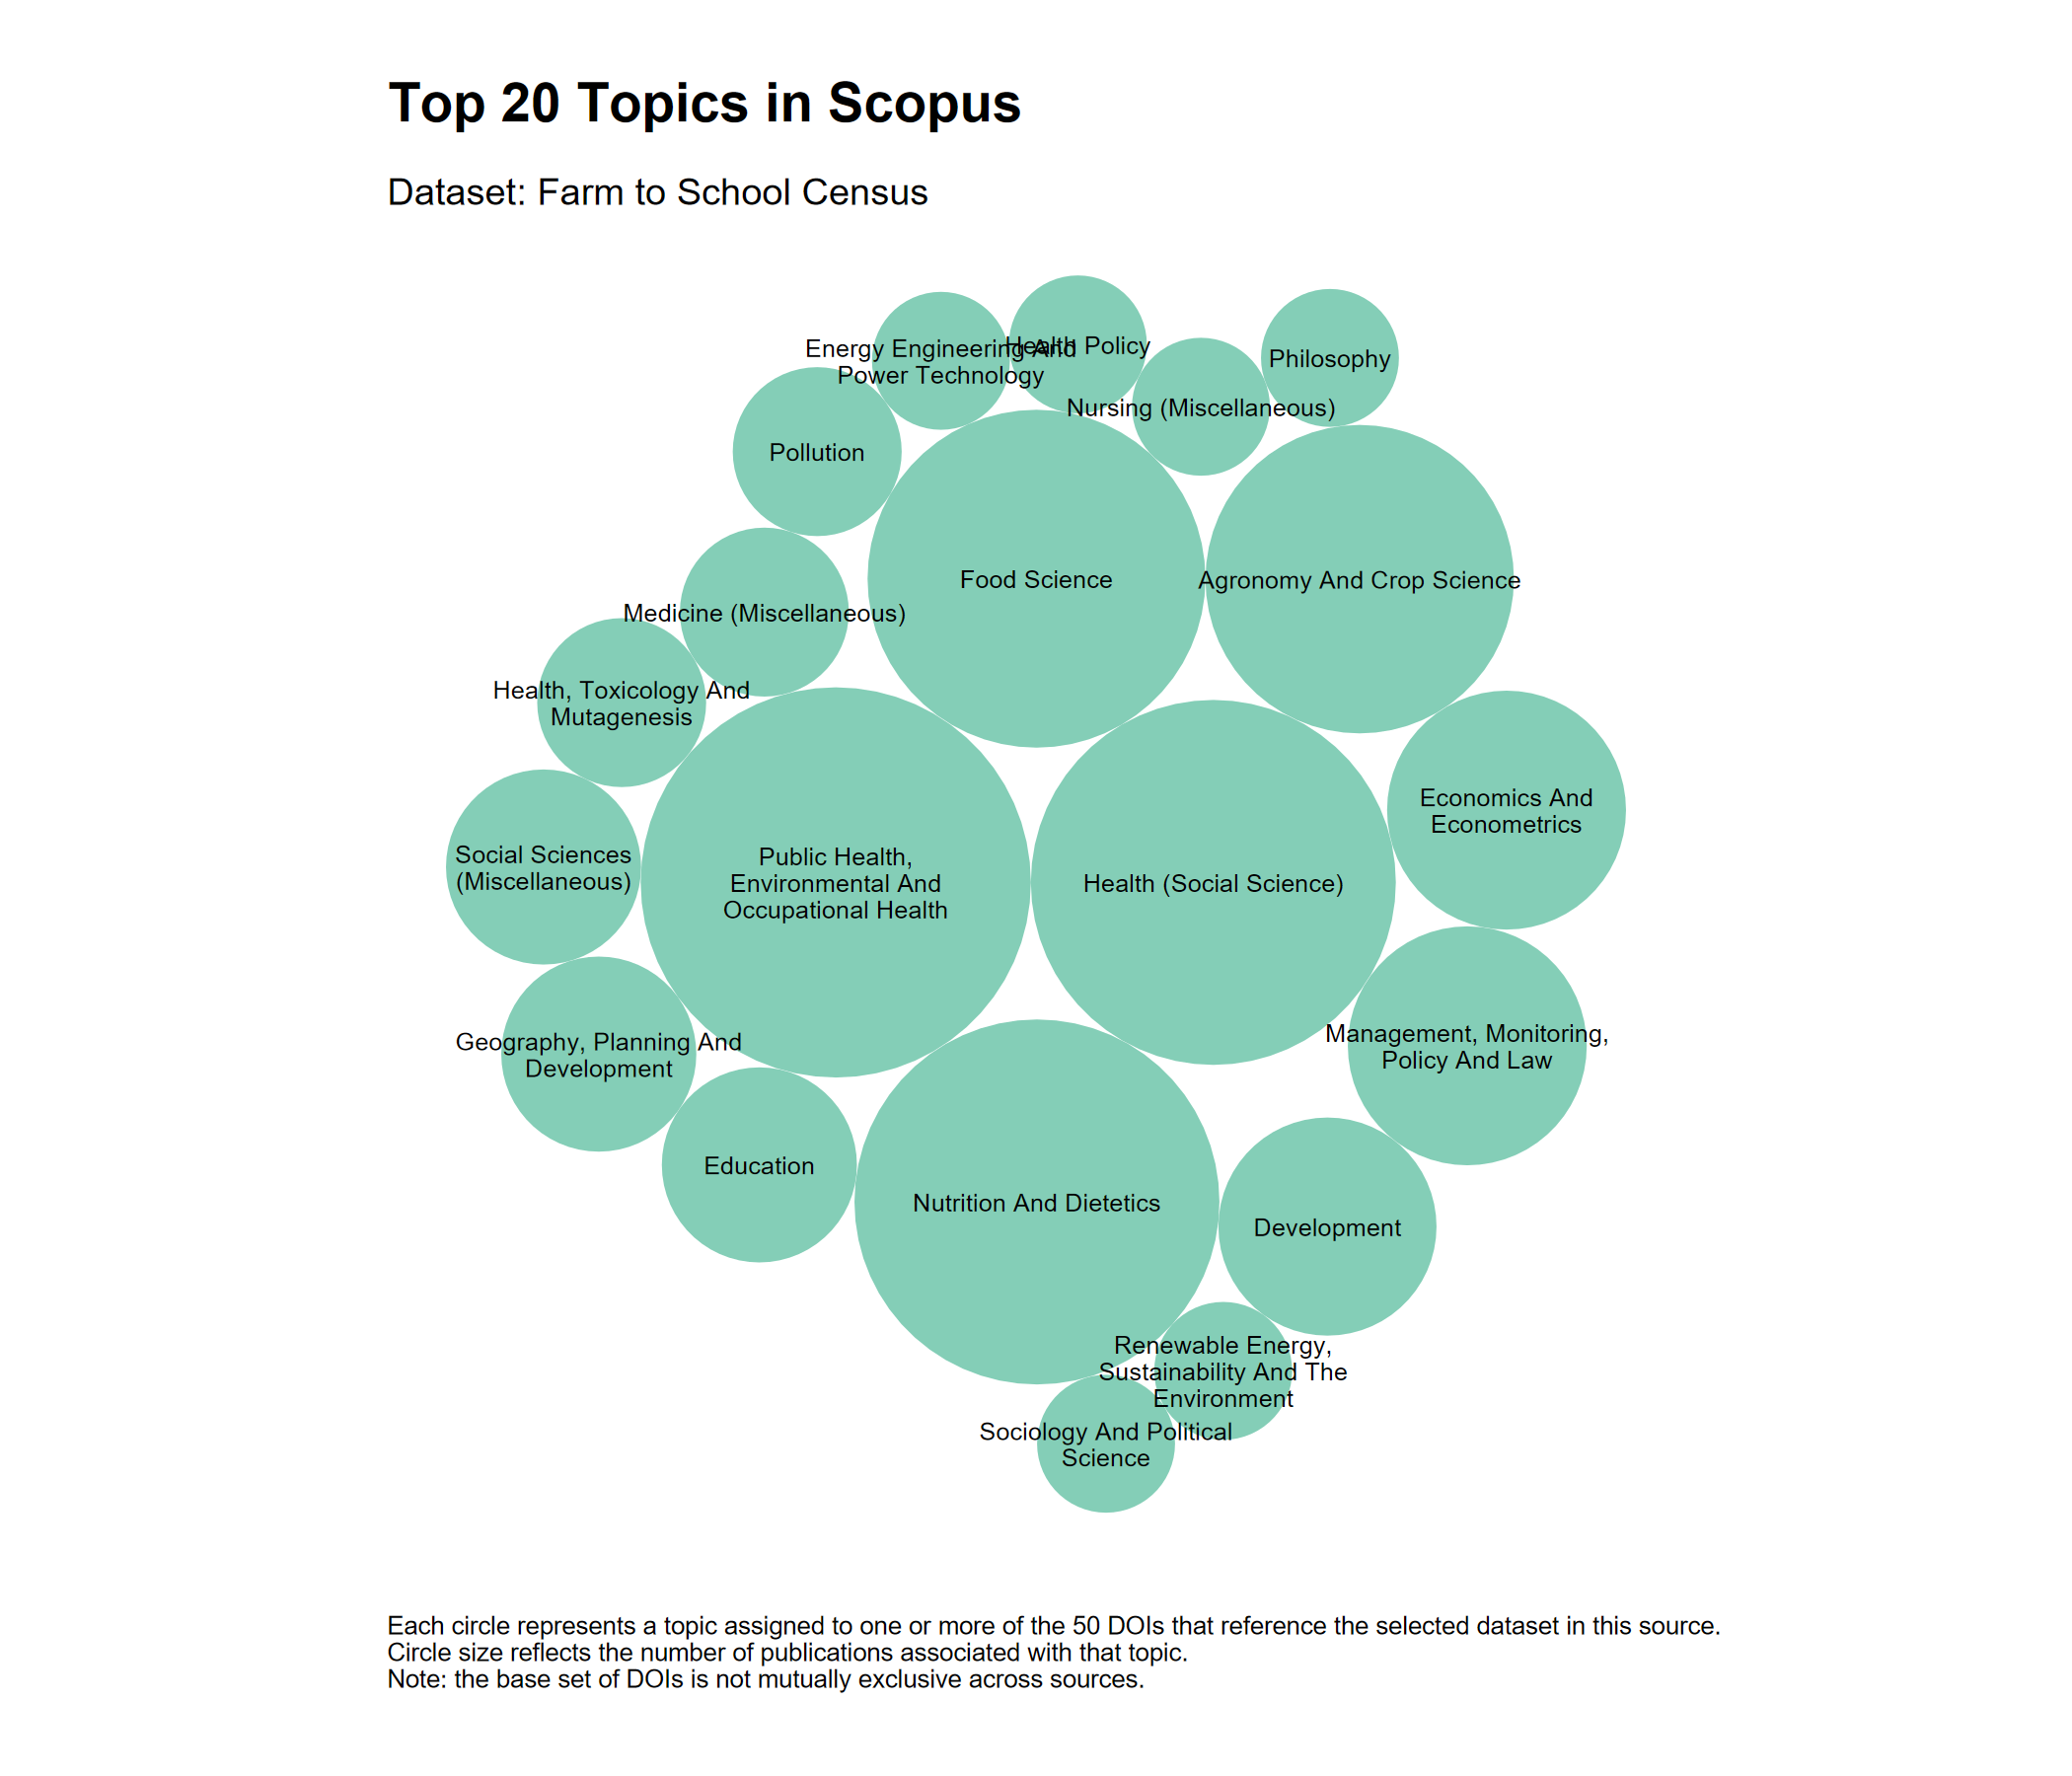 Top 20 Topics in Scopus
Dataset: Farm to School Census
Health Policy
Energy Engineering And
Power Technology
Philosophy
Nursing (Miscellaneous)
Pollution
Food Science
Agronomy And Crop Science
Medicine (Miscellaneous)
Health, Toxicology And
Mutagenesis
Economics And
Econometrics
Social Sciences
(Miscellaneous)
Public Health,
Environmental And
Occupational Health
Health (Social Science)
Geography, Planning And
Development
Management, Monitoring,
Policy And Law
Education
Nutrition And Dietetics
Development
Renewable Energy,
Sustainability And The
Environment
Sociology And Political
Science
Each circle represents a topic assigned to one or more of the 50 DOIs that reference the selected dataset in this source.
Circle size reflects the number of publications associated with that topic.
Note: the base set of DOIs is not mutually exclusive across sources.